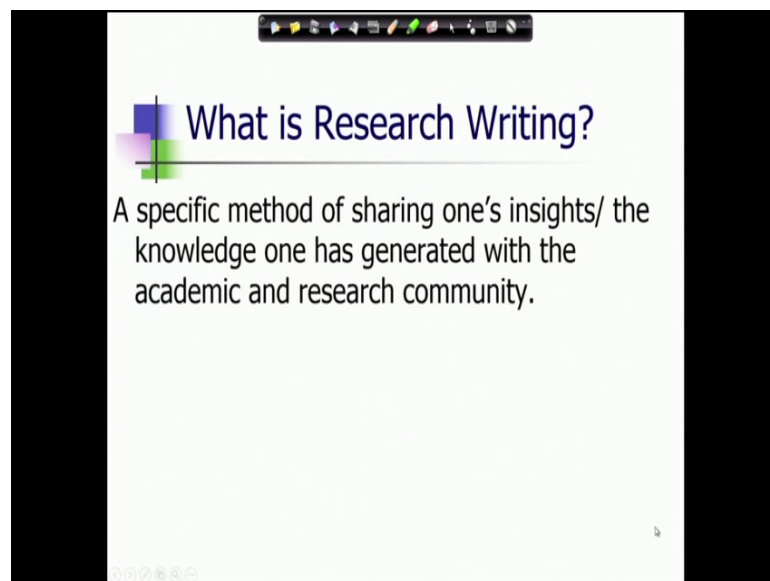 What is Research Writing?
A specific method of sharing one’s insights/ the
knowledge one has generated with the
academic and research community.